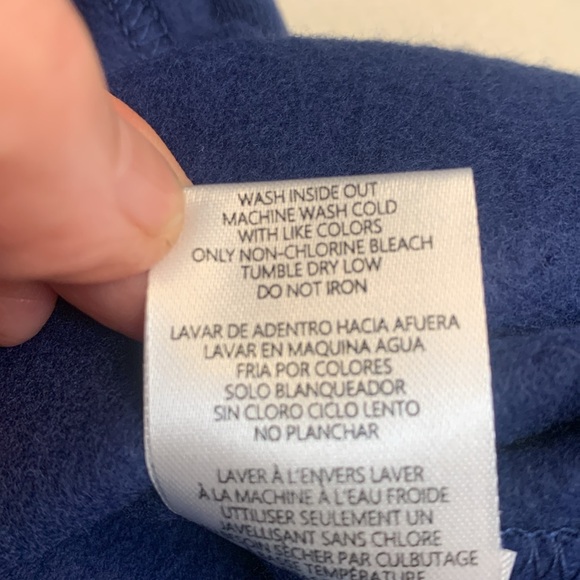 WASH INSIDE OUT
MACHINE WASH COLD
WITH LIKE COLORS
ONLY NON-CHLORINE BLEACH
TUMBLE DRY LOW
DO NOT IRON
LAVAR DE ADENTRO HACIA AFUERA
LAVAR EN MAQUINA AGUA
FRIA POR COLORES
SOLO BLANQUEADOR
SIN CLORO CICLO LENTO
NO PLANCHAR
LAVER À L'ENVERS LAVER
À LA MACHINE À L'EAU FROIDE
UTILISER SEULEMENT UN
JAVELLISANT SANS CHLORE
SÉCHER PAR CULBUTAGE
TEMPÉRATURE